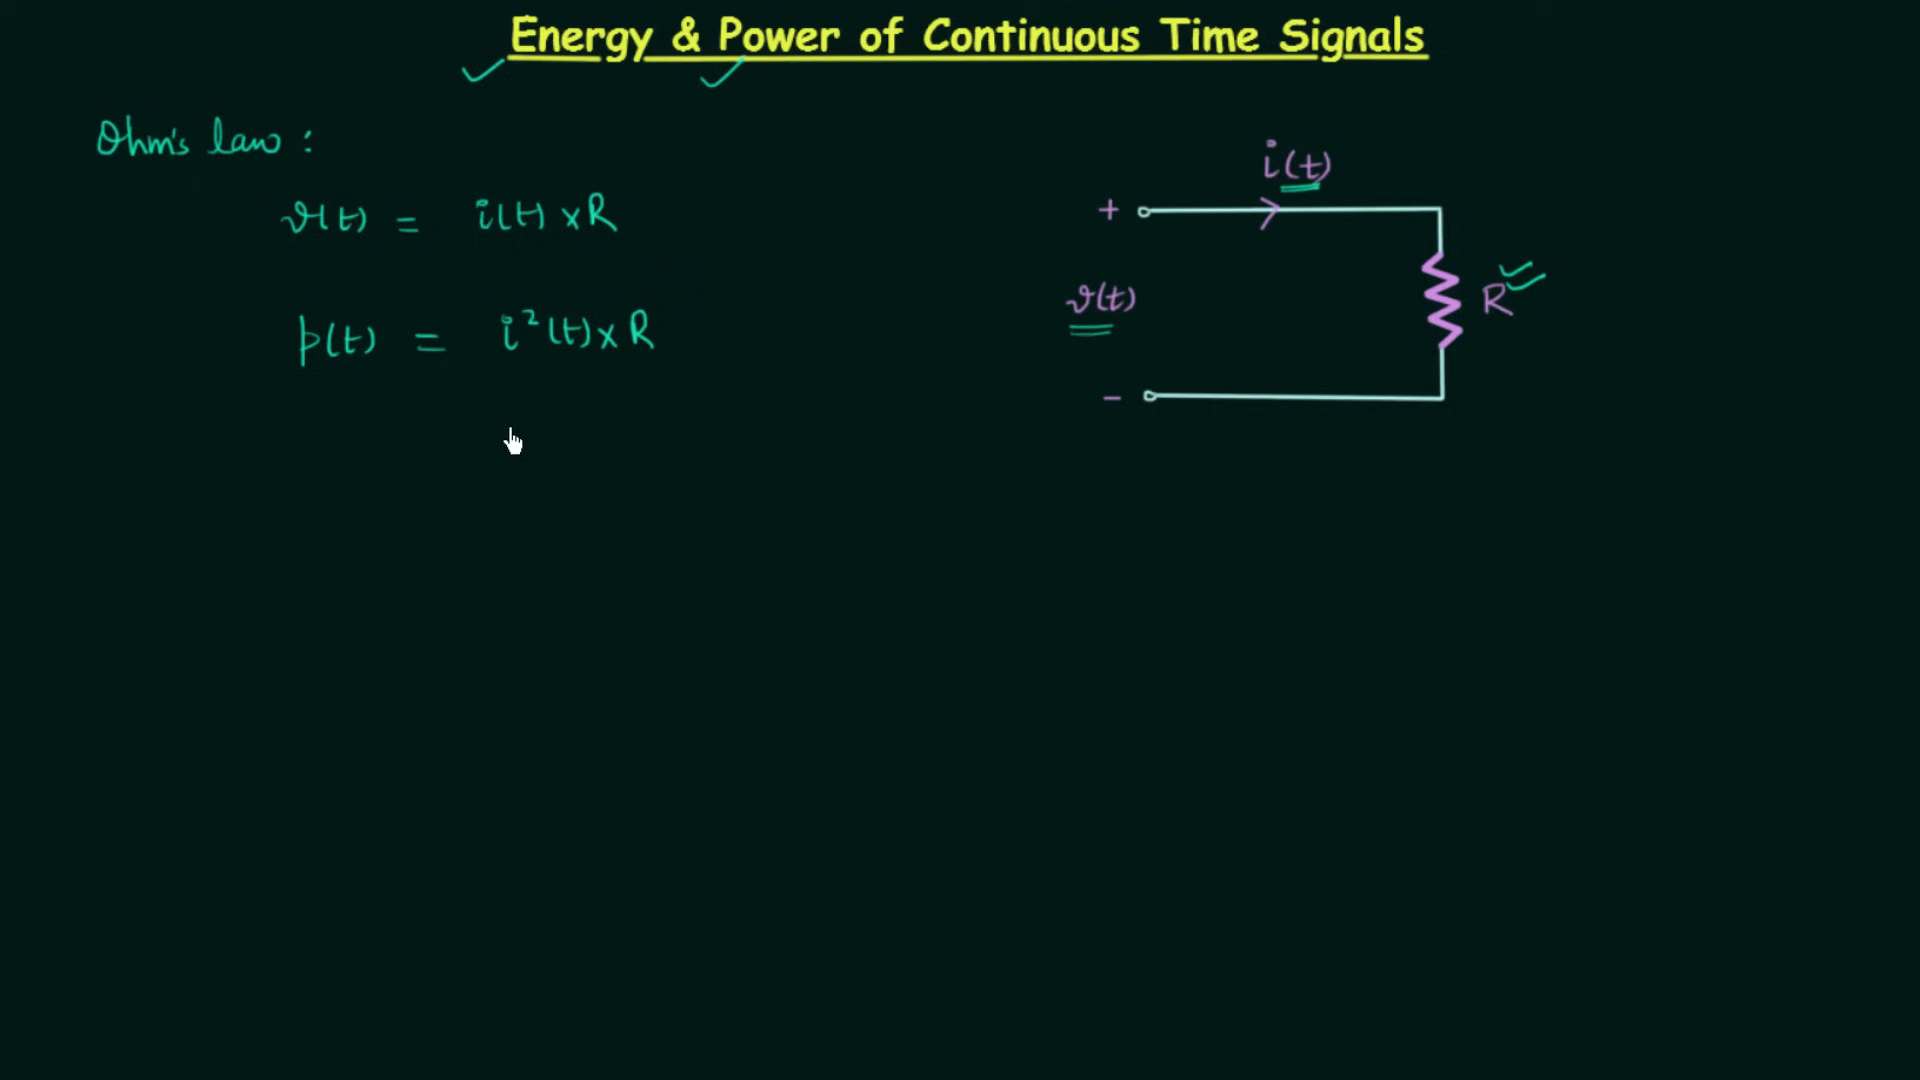 Energy & Power of Continuous Time Signals
Ohm's law :
v(t) = i(t) × R
p(t) = i²(t) × R
i(t)
+
v(t)
R
−